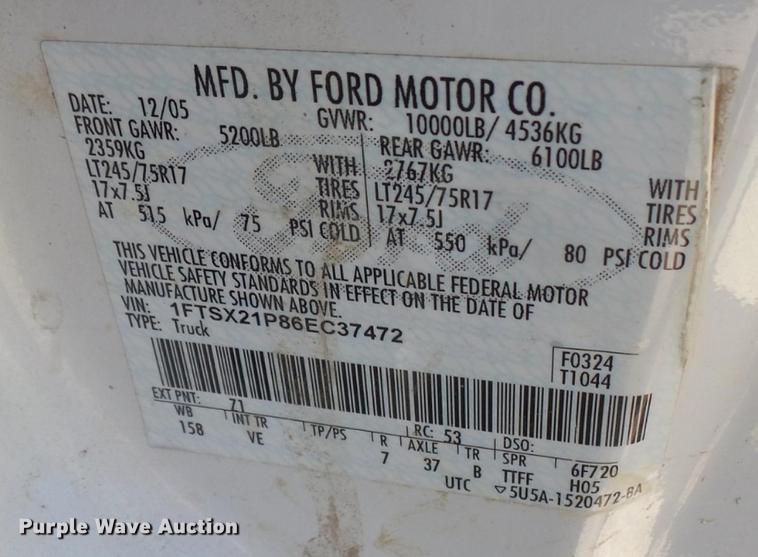 MFD. BY FORD MOTOR CO.
DATE: 12/05 GVWR: 10000LB/ 4536KG
FRONT GAWR: 5200LB REAR GAWR: 6100LB
2359KG WITH 2767KG WITH
LT245/75R17 TIRES LT245/75R17 TIRES
17x7.5J RIMS 17x7.5J RIMS
AT 515 kPa/ 75 PSI COLD AT 550 kPa/ 80 PSI COLD
Ford
THIS VEHICLE CONFORMS TO ALL APPLICABLE FEDERAL MOTOR
VEHICLE SAFETY STANDARDS IN EFFECT ON THE DATE OF
MANUFACTURE SHOWN ABOVE.
VIN: 1FTSX21P86EC37472
TYPE: Truck
F0324
T1044
EXT PNT: 71 RC: 53 DSO:
WB INT TR TP/PS R AXLE TR SPR 6F720
158 VE 7 37 B TTFF H05
UTC ▽5U5A-1520472-BA
Purple Wave Auction